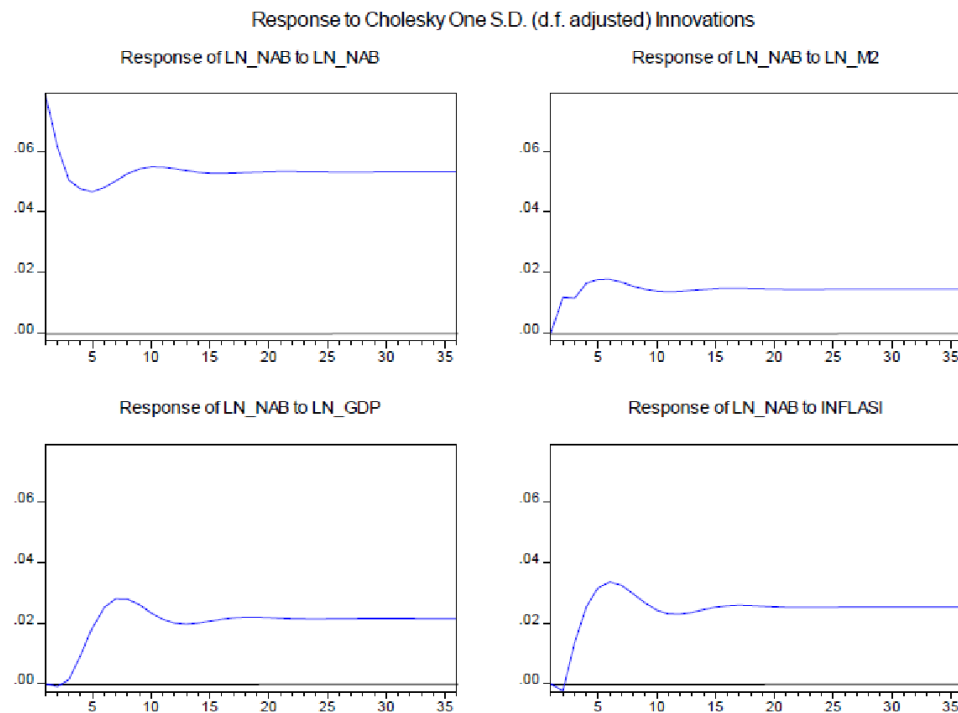 Response to Cholesky One S.D. (d.f. adjusted) Innovations
Response of LN_NAB to LN_NAB
.06
.04
.02
.00
5 10 15 20 25 30 35
Response of LN_NAB to LN_M2
.06
.04
.02
.00
5 10 15 20 25 30 35
Response of LN_NAB to LN_GDP
.06
.04
.02
.00
5 10 15 20 25 30 35
Response of LN_NAB to INFLASI
.06
.04
.02
.00
5 10 15 20 25 30 35